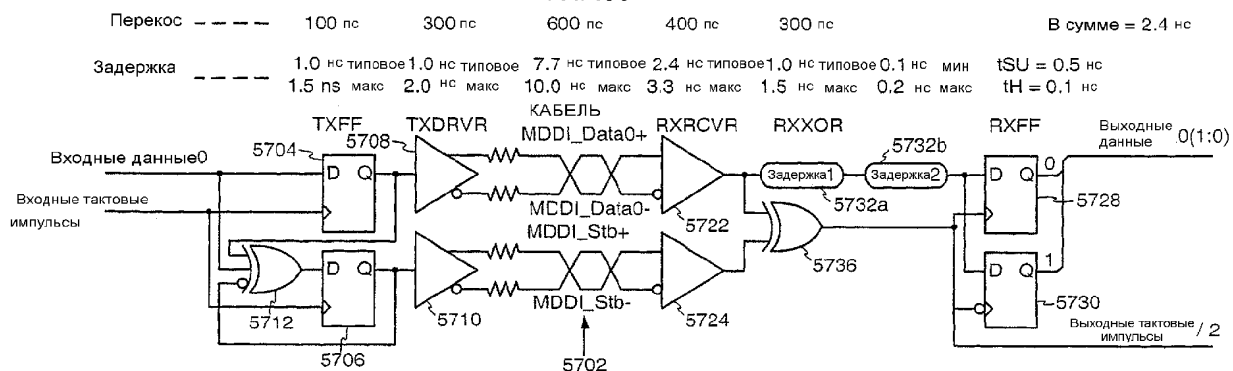 Перекос 100 пс 300 пс 600 пс 400 пс 300 пс В сумме = 2.4 нс
Задержка 1.0 нс типовое 1.0 нс типовое 7.7 нс типовое 2.4 нс типовое 1.0 нс типовое 0.1 нс мин tSU = 0.5 нс
1.5 ns макс 2.0 нс макс 10.0 нс макс 3.3 нс макс 1.5 нс макс 0.2 нс макс tH = 0.1 нс
TXFF TXDRVR КАБЕЛЬ RXRCVR RXXOR RXFF
MDDI_Data0+
Выходные данные 0(1:0)
5704 5708 5732b
Входные данные0
D Q
Задержка1 Задержка2
D Q 0
Входные тактовые импульсы
MDDI_Data0-
5722 5732a 5728
MDDI_Stb+
D Q
5736
D Q 1
5712 5710 5724 5730
MDDI_Stb-
Выходные тактовые импульсы / 2
5706 5702